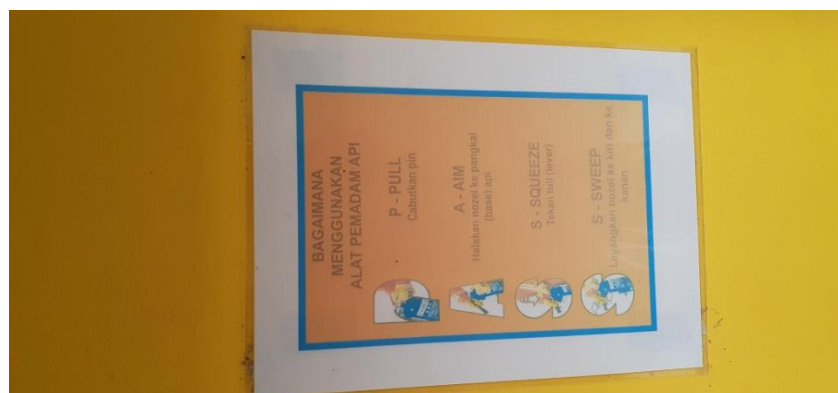 BAGAIMANA
MENGGUNAKAN
ALAT PEMADAM API
P - PULL
Cabutkan pin
A - AIM
Halakan nozel ke pangkal
(base) api
S - SQUEEZE
Tekan tuil (lever)
S - SWEEP
Layangkan nozel ke kiri dan ke
kanan
P
A
S
S